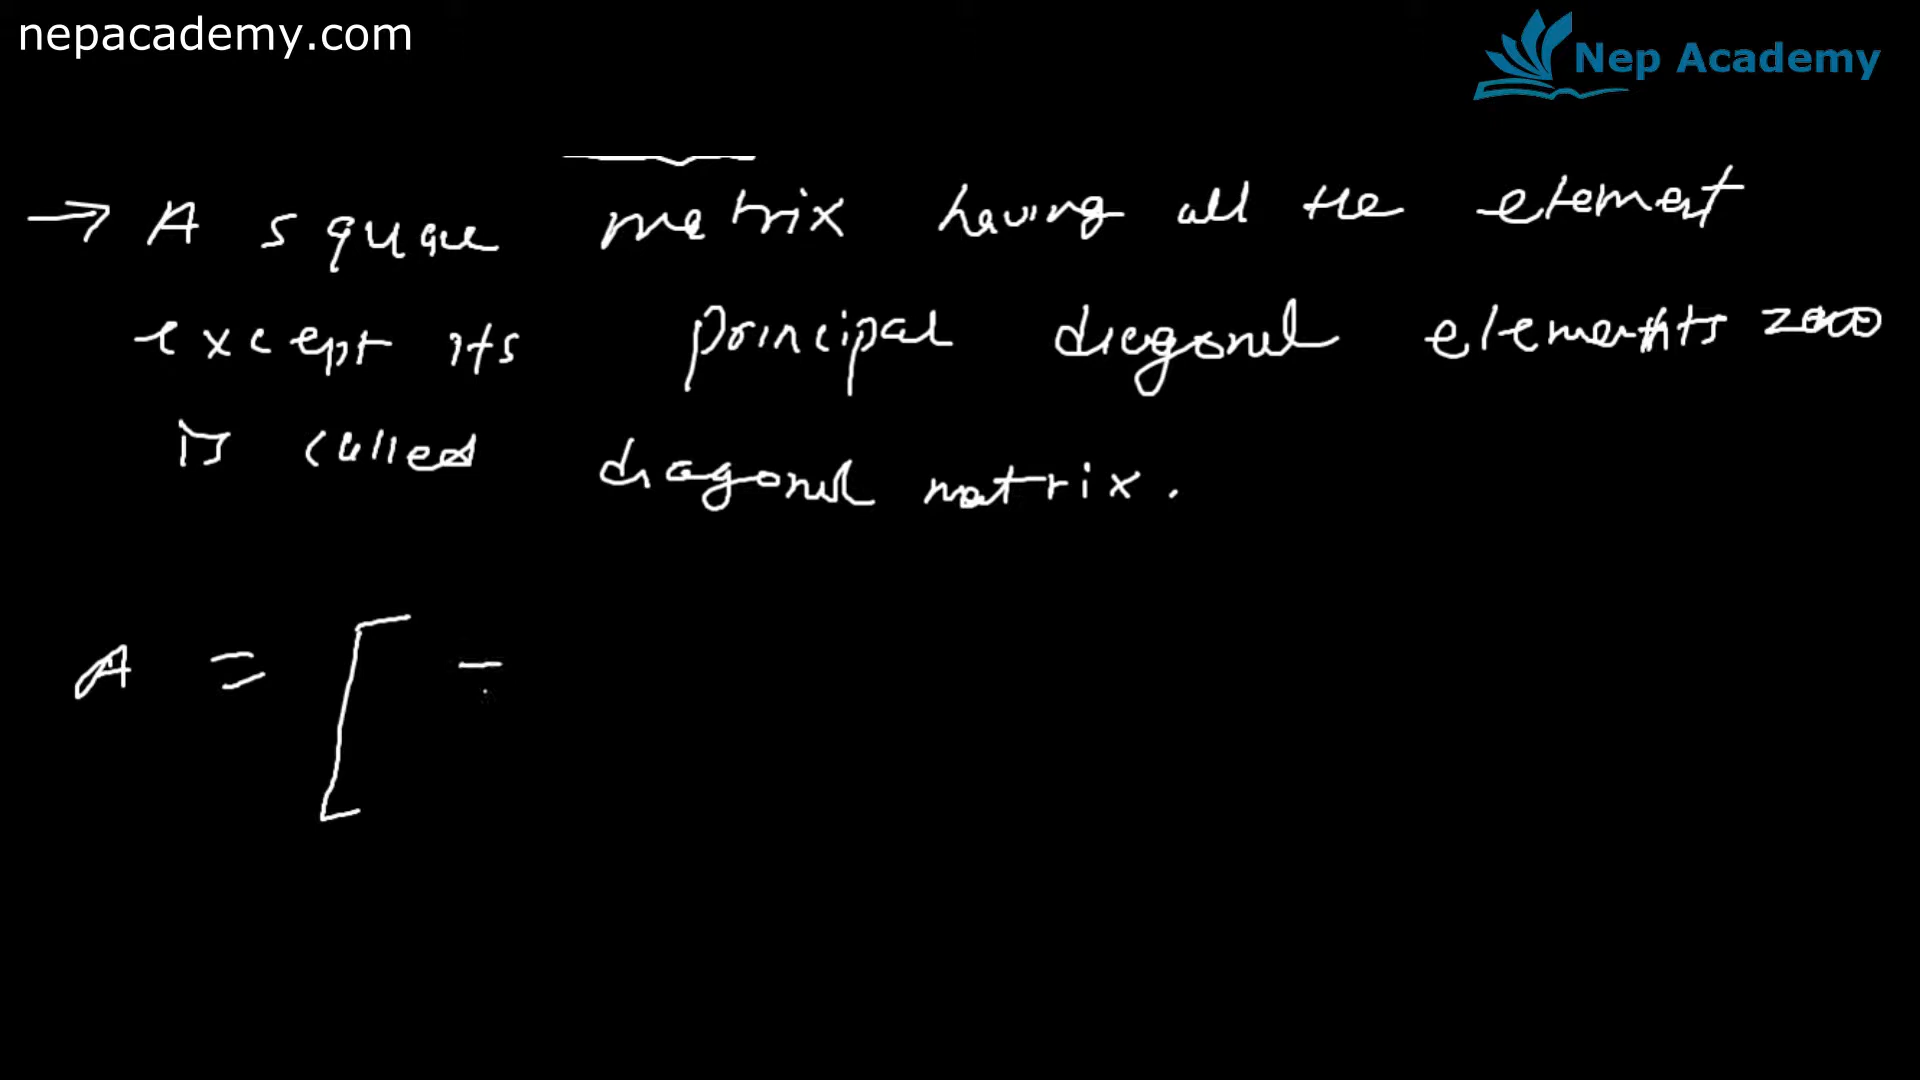 nepacademy.com
Nep Academy
→ A square matrix having all the element
except its principal diagonal elements zero
is called diagonal matrix.
A = [ -